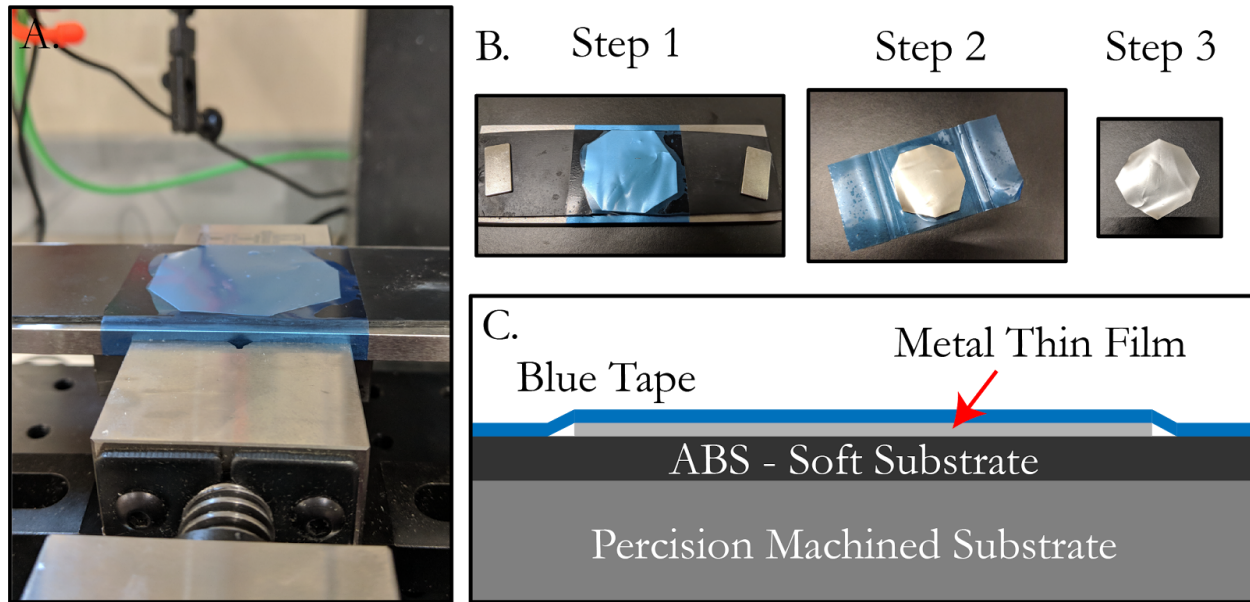 A.
B.
Step 1
Step 2
Step 3
C.
Metal Thin Film
Blue Tape
ABS - Soft Substrate
Percision Machined Substrate